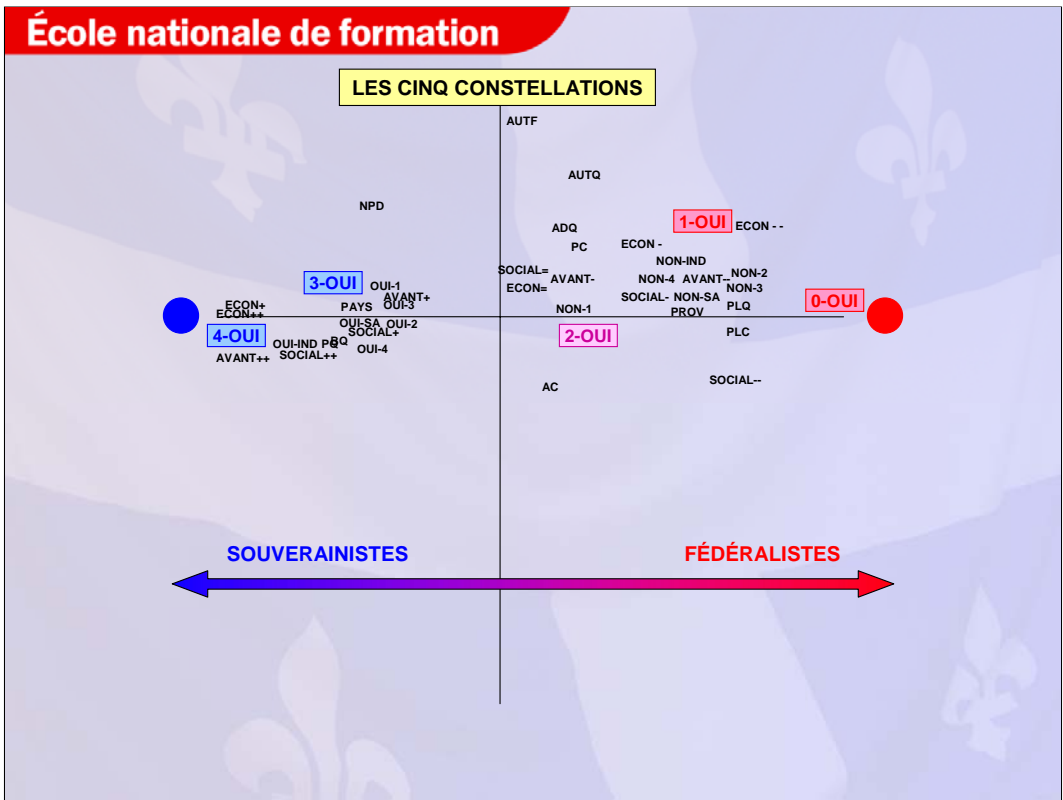 École nationale de formation
LES CINQ CONSTELLATIONS
AUTF
AUTQ
NPD
ADQ
1-OUI
ECON - -
PC
ECON -
NON-IND
SOCIAL=
AVANT-
NON-4
AVANT--
NON-2
3-OUI
OUI-1
ECON=
NON-3
AVANT+
SOCIAL-
NON-SA
0-OUI
ECON+
PAYS
OUI-3
NON-1
PLQ
ECON++
PROV
OUI-SA
OUI-2
4-OUI
SOCIAL+
2-OUI
PLC
OUI-IND
PQ
BQ
OUI-4
AVANT++
SOCIAL++
AC
SOCIAL--
SOUVERAINISTES
FÉDÉRALISTES